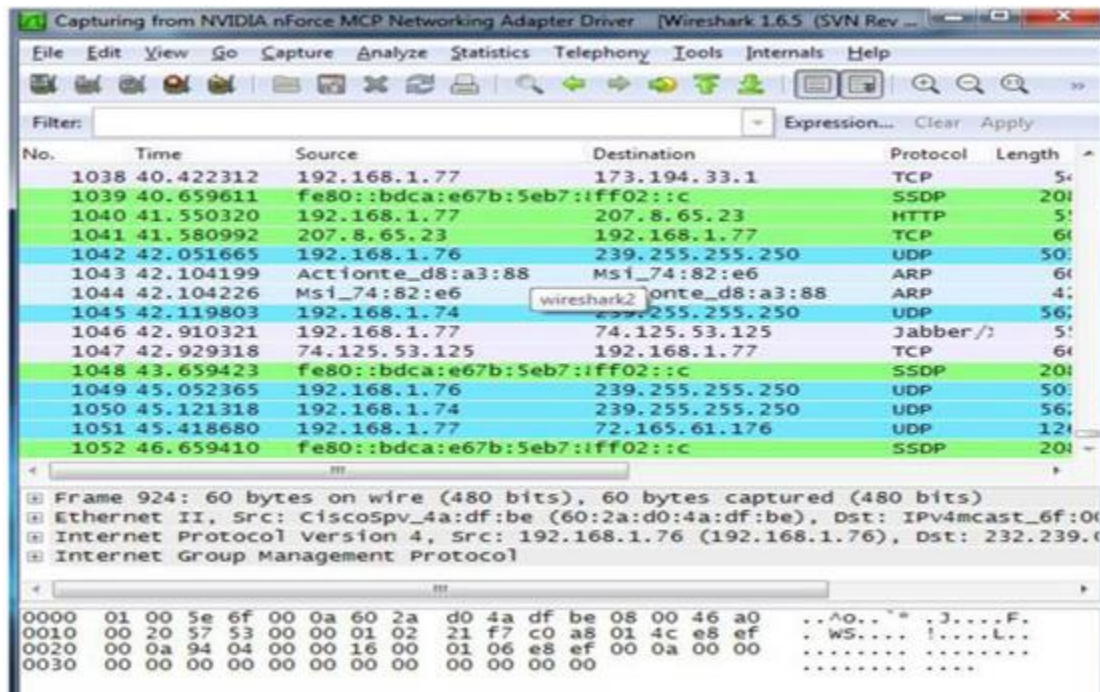 Capturing from NVIDIA nForce MCP Networking Adapter Driver [Wireshark 1.6.5 (SVN Rev ...
File Edit View Go Capture Analyze Statistics Telephony Tools Internals Help
Filter: Expression... Clear Apply
No. Time Source Destination Protocol Length
1038 40.422312 192.168.1.77 173.194.33.1 TCP
1039 40.659611 fe80::bdca:e67b:5eb7: ff02::c SSDP 208
1040 41.550320 192.168.1.77 207.8.65.23 HTTP
1041 41.580992 207.8.65.23 192.168.1.77 TCP
1042 42.051665 192.168.1.76 239.255.255.250 UDP
1043 42.104199 Actionte_d8:a3:88 Msi_74:82:e6 ARP
1044 42.104226 Msi_74:82:e6 onte_d8:a3:88 ARP
wireshark2
1045 42.119803 192.168.1.74 239.255.255.250 UDP
1046 42.910321 192.168.1.77 74.125.53.125 Jabber/
1047 42.929318 74.125.53.125 192.168.1.77 TCP
1048 43.659423 fe80::bdca:e67b:5eb7: ff02::c SSDP 208
1049 45.052365 192.168.1.76 239.255.255.250 UDP
1050 45.121318 192.168.1.74 239.255.255.250 UDP
1051 45.418680 192.168.1.77 72.165.61.176 UDP
1052 46.659410 fe80::bdca:e67b:5eb7: ff02::c SSDP 208
Frame 924: 60 bytes on wire (480 bits), 60 bytes captured (480 bits)
Ethernet II, Src: CiscoSpv_4a:df:be (60:2a:d0:4a:df:be), Dst: IPv4mcast_6f:00
Internet Protocol Version 4, Src: 192.168.1.76 (192.168.1.76), Dst: 232.239.
Internet Group Management Protocol
0000 01 00 5e 6f 00 0a 60 2a d0 4a df be 08 00 46 a0 ..^o..`* .J....F.
0010 00 20 57 53 00 00 01 02 21 f7 c0 a8 01 4c e8 ef . WS.... !....L..
0020 00 0a 94 04 00 00 16 00 01 06 e8 ef 00 0a 00 00 ........ ........
0030 00 00 00 00 00 00 00 00 00 00 00 00 ........ ....